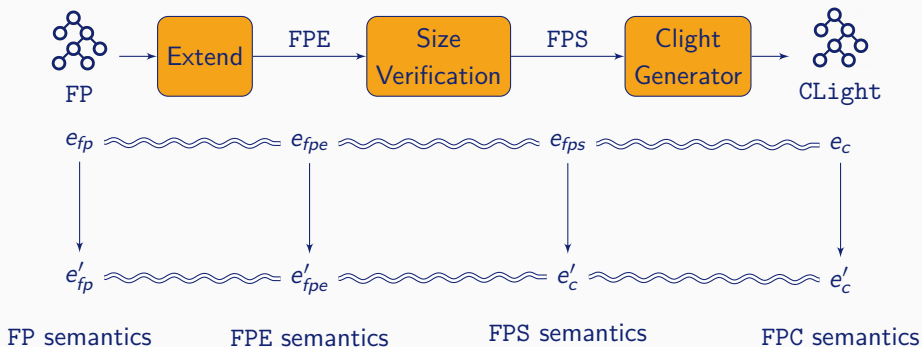 FPE FPS
Extend
Size
Verification
Clight
Generator
FP CLight
e_fp e_fpe e_fps e_c
e'_fp e'_fpe e'_c e'_c
FP semantics FPE semantics FPS semantics FPC semantics